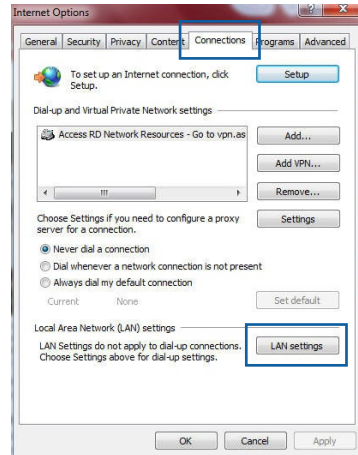 Internet Options
General Security Privacy Content Connections Programs Advanced
To set up an Internet connection, click
Setup.
Setup
Dial-up and Virtual Private Network settings
Access RD Network Resources - Go to vpn.as
Add...
Add VPN...
Remove...
Choose Settings if you need to configure a proxy
server for a connection.
Settings
Never dial a connection
Dial whenever a network connection is not present
Always dial my default connection
Current None
Set default
Local Area Network (LAN) settings
LAN Settings do not apply to dial-up connections.
Choose Settings above for dial-up settings.
LAN settings
OK Cancel Apply